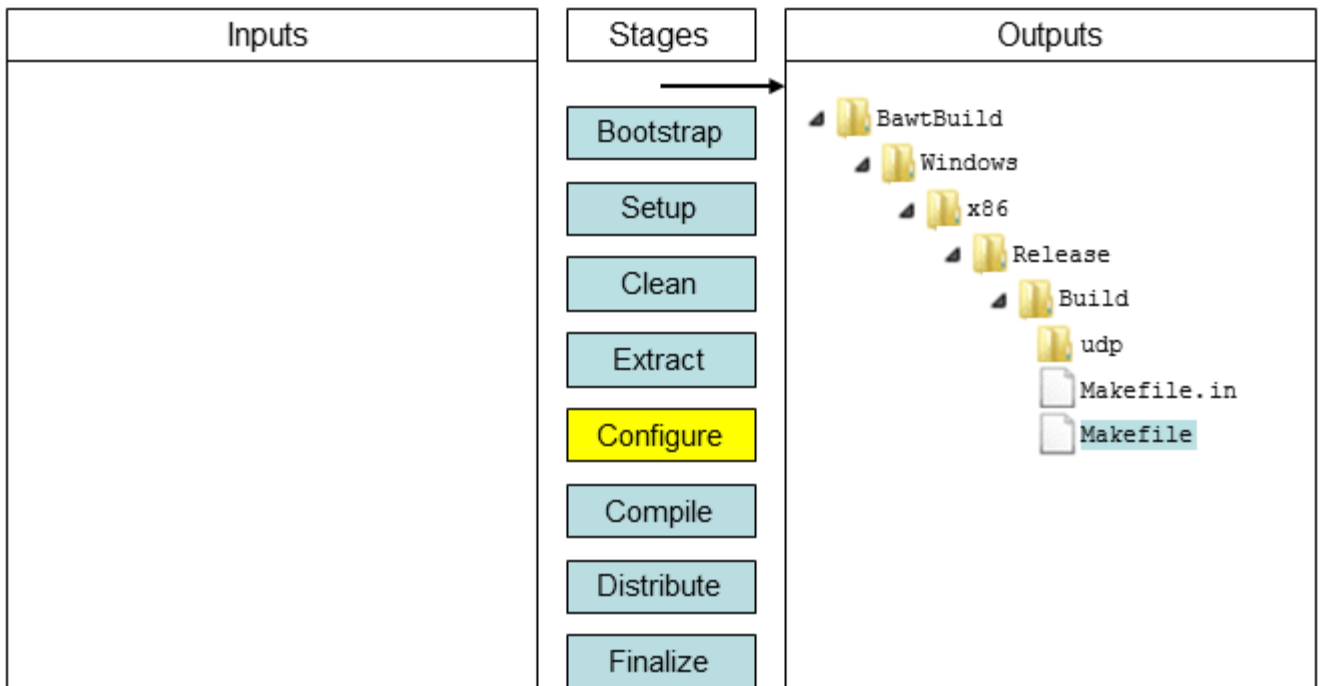 Inputs
Stages
Outputs
Bootstrap
Setup
Clean
Extract
Configure
Compile
Distribute
Finalize
BawtBuild
Windows
x86
Release
Build
udp
Makefile.in
Makefile